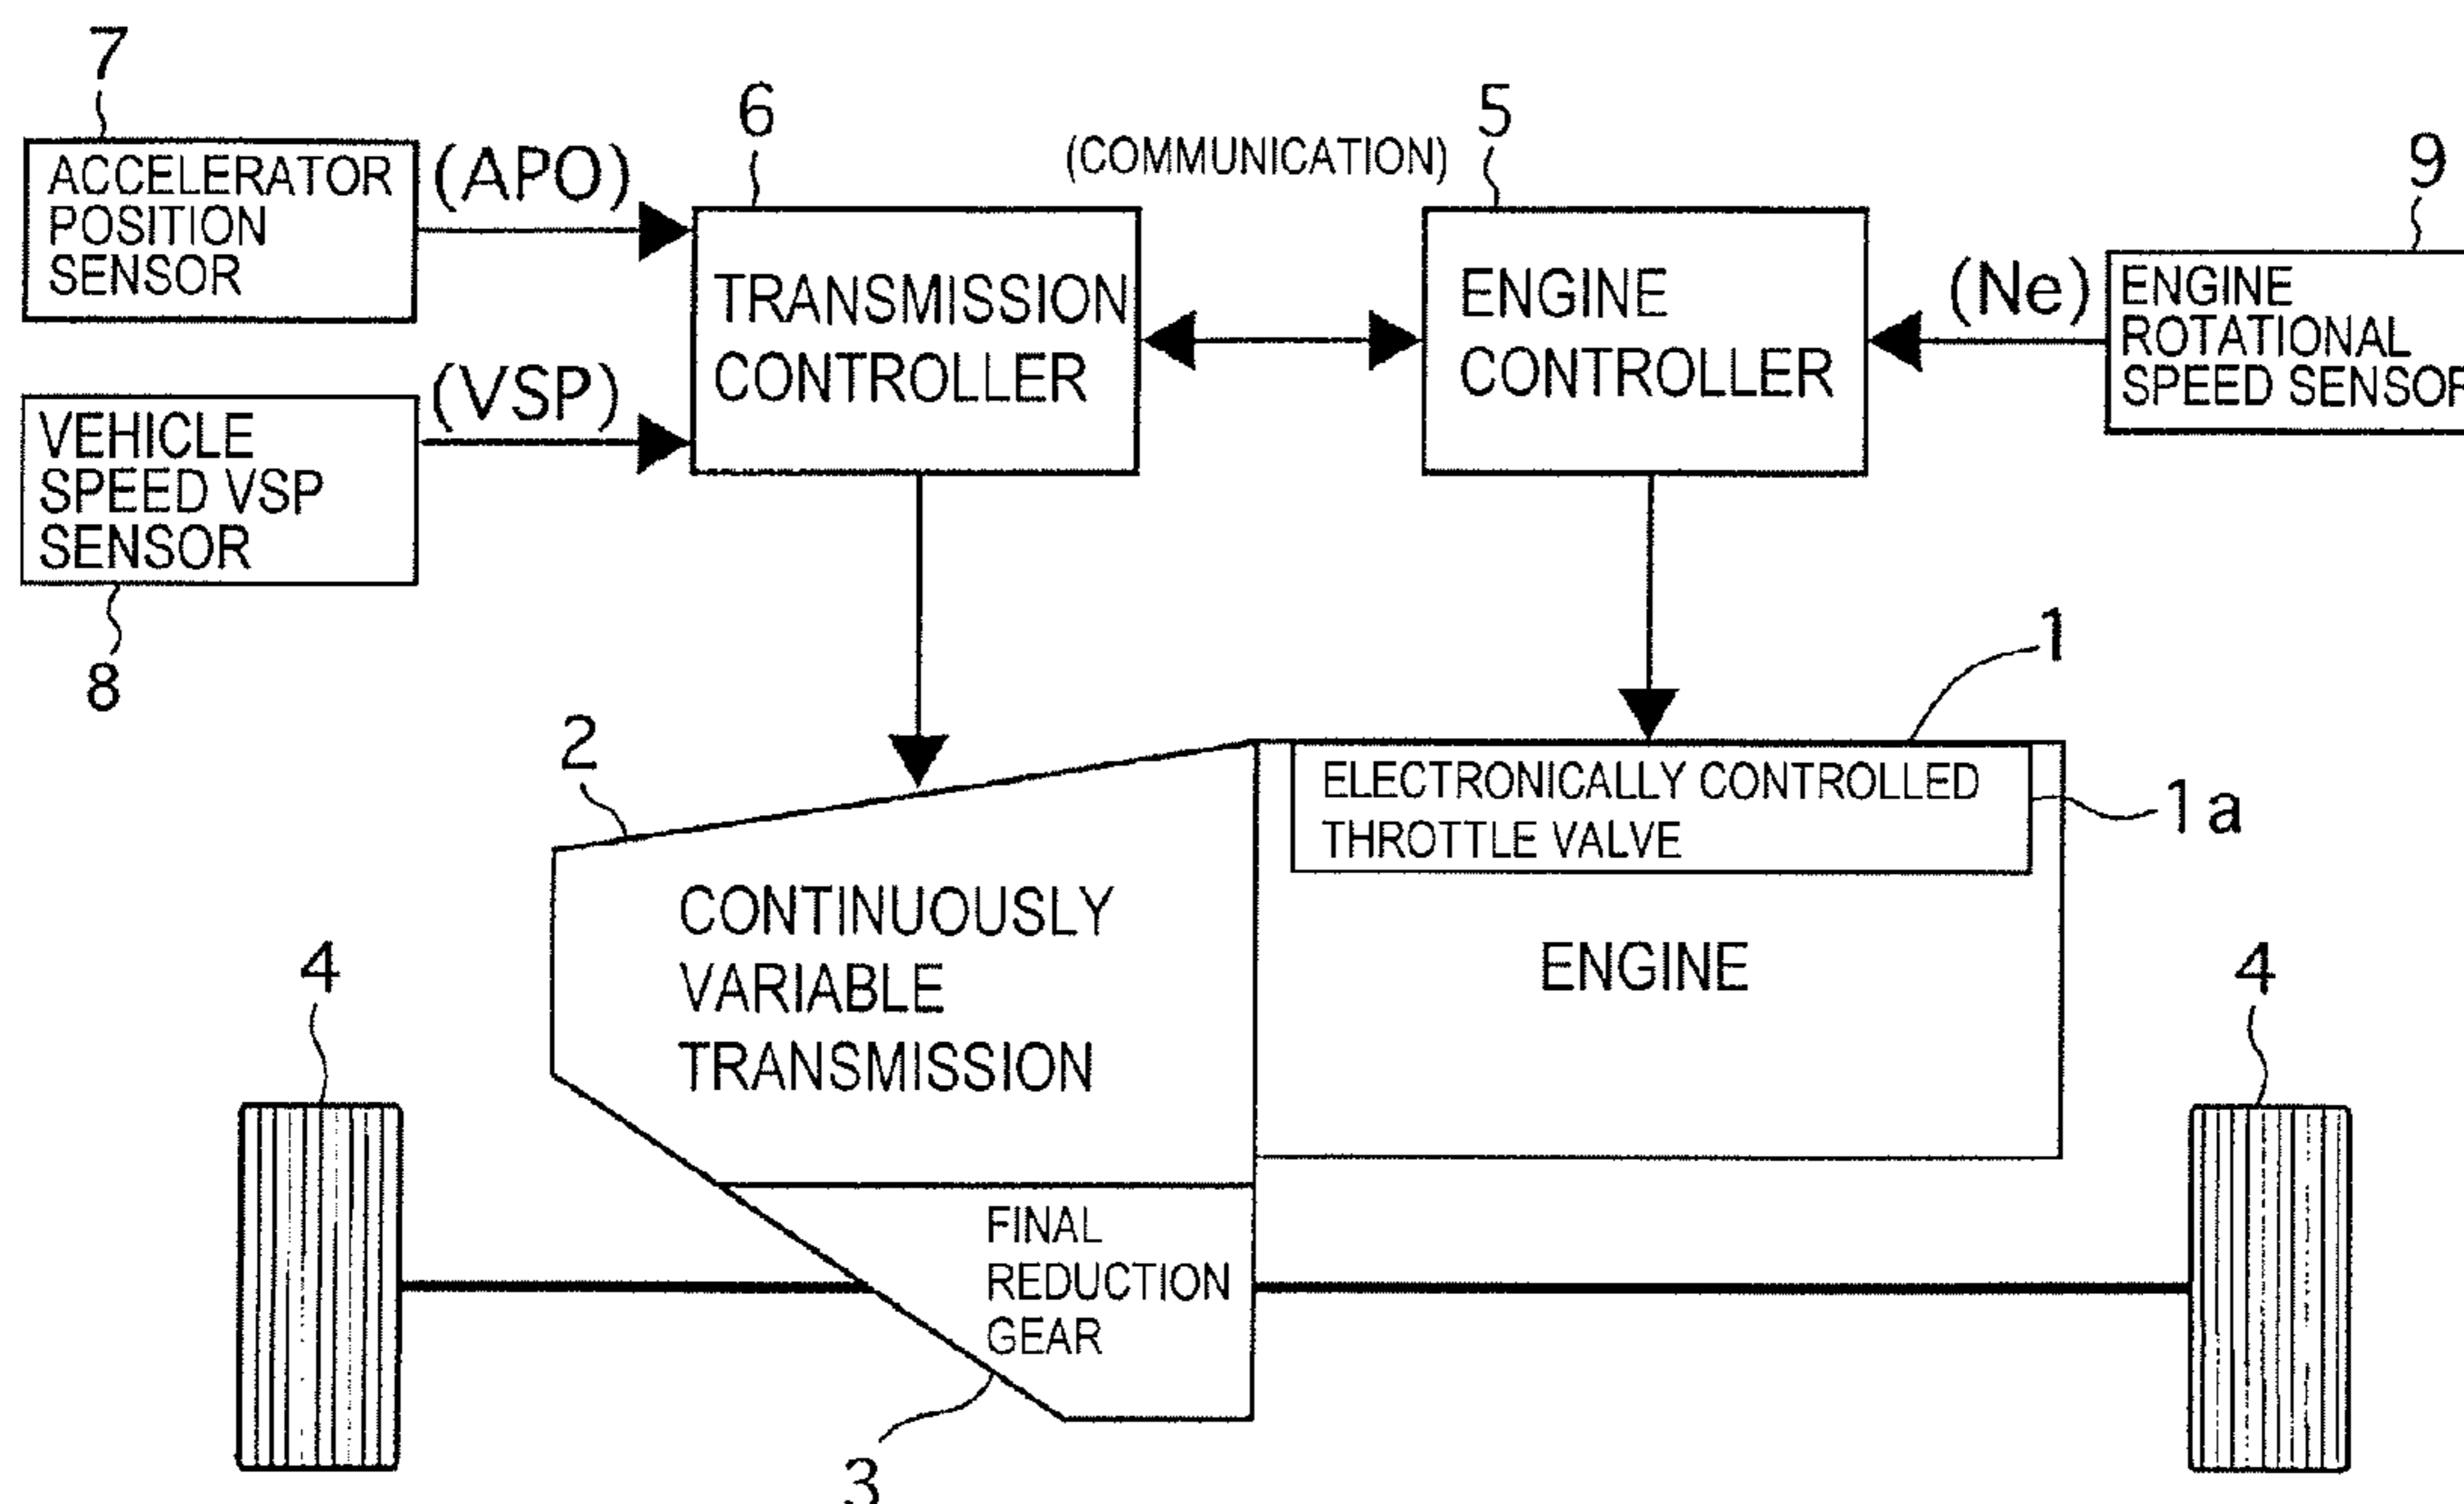 7
ACCELERATOR
POSITION
SENSOR
(APO)
6
(COMMUNICATION)
5
9
TRANSMISSION
CONTROLLER
ENGINE
CONTROLLER
(Ne)
ENGINE
ROTATIONAL
SPEED SENSOR
VEHICLE
SPEED VSP
SENSOR
(VSP)
8
1
2
ELECTRONICALLY CONTROLLED
THROTTLE VALVE
1a
CONTINUOUSLY
VARIABLE
TRANSMISSION
ENGINE
4
4
FINAL
REDUCTION
GEAR
3